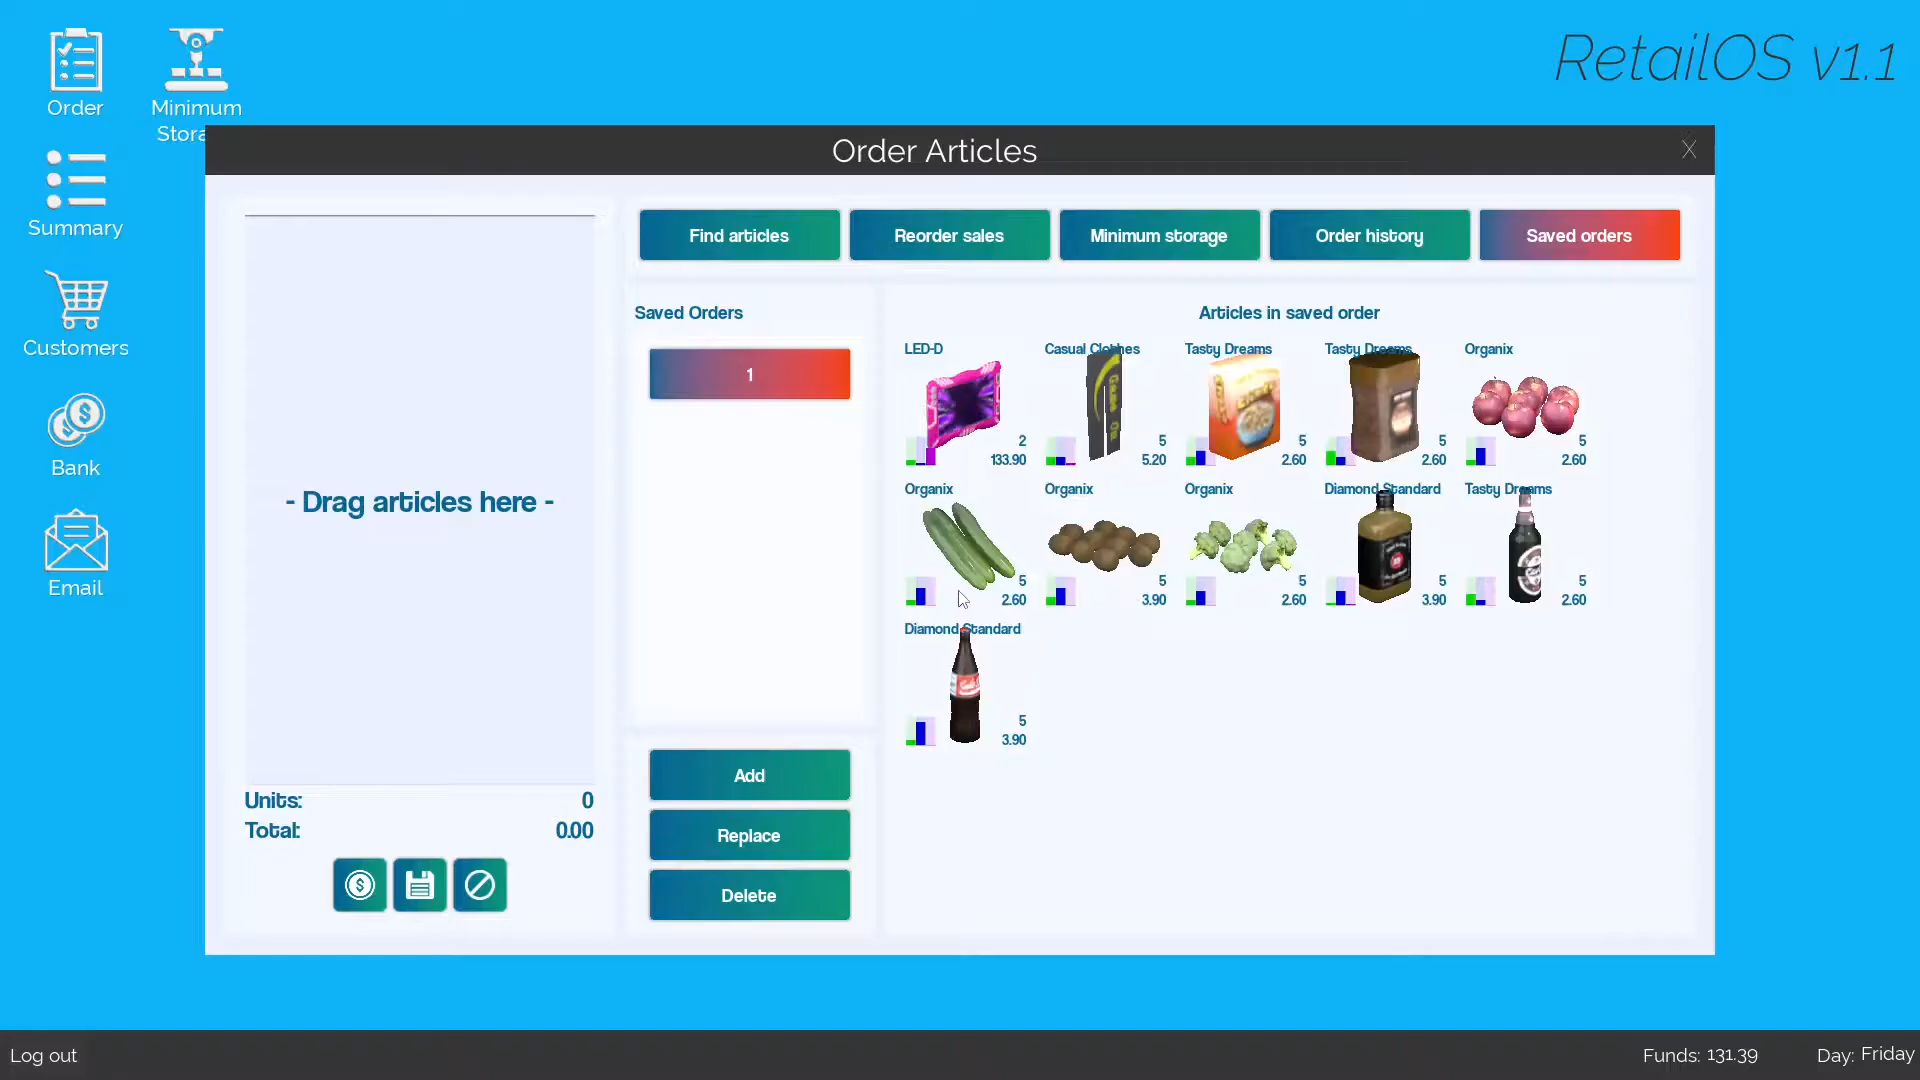 RetailOS v1.1
Order
Minimum
Stora
Summary
Customers
Bank
Email
Order Articles
X
- Drag articles here -
Units: 0
Total: 0.00
Find articles
Reorder sales
Minimum storage
Order history
Saved orders
Saved Orders
1
Add
Replace
Delete
Articles in saved order
LED-D
2
133.90
Casual Clothes
5
5.20
Tasty Dreams
5
2.60
Tasty Dreams
5
2.60
Organix
5
2.60
Organix
5
2.60
Organix
5
3.90
Organix
5
2.60
Diamond Standard
5
3.90
Tasty Dreams
5
2.60
Diamond Standard
5
3.90
Log out
Funds: 131.39
Day: Friday